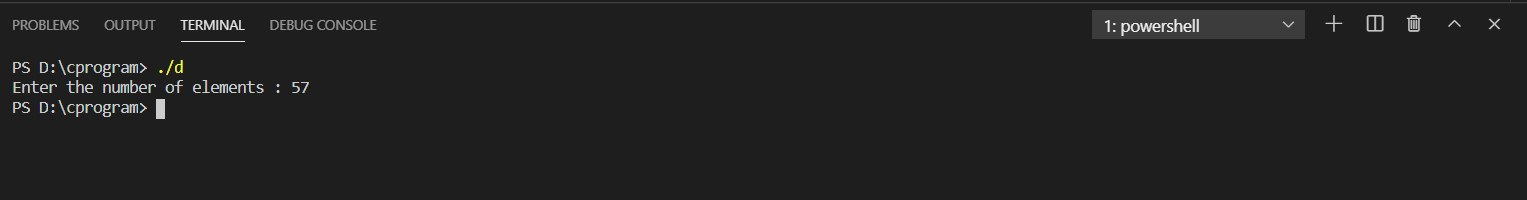 PROBLEMS OUTPUT TERMINAL DEBUG CONSOLE 1: powershell
PS D:\cprogram> ./d
Enter the number of elements : 57
PS D:\cprogram>